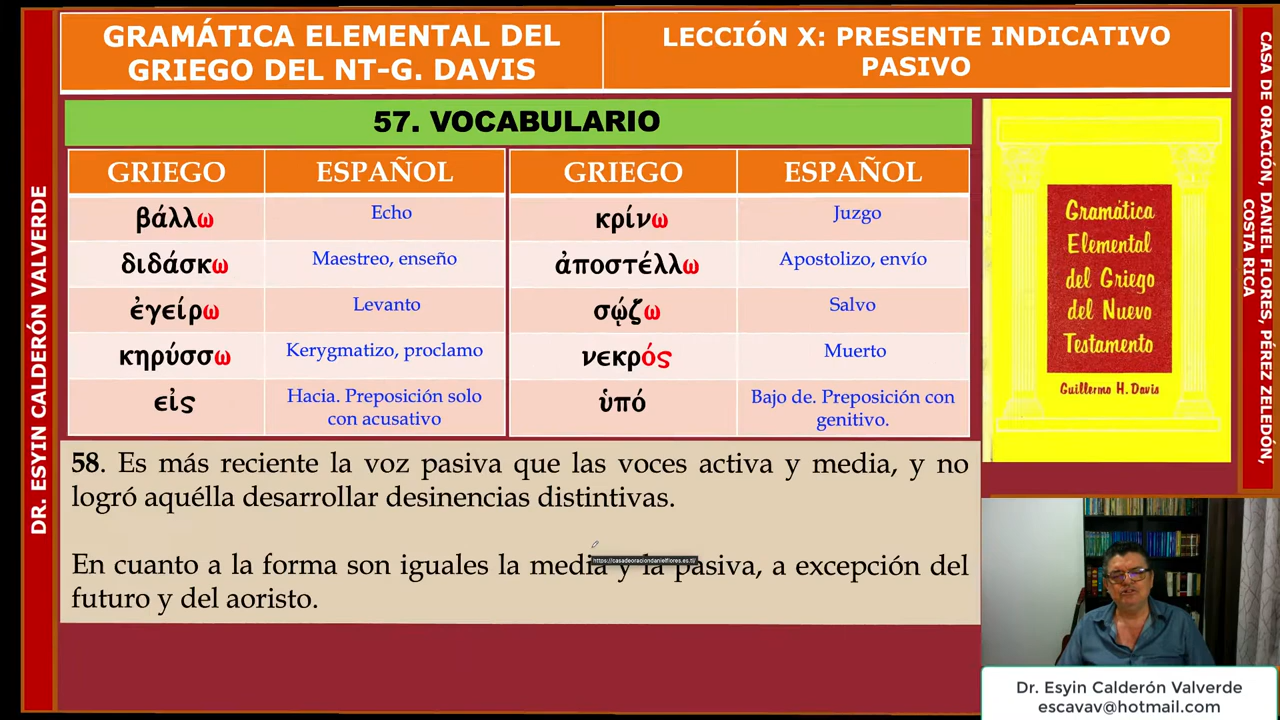 GRAMÁTICA ELEMENTAL DEL
GRIEGO DEL NT-G. DAVIS
LECCIÓN X: PRESENTE INDICATIVO
PASIVO
DR. ESYIN CALDERÓN VALVERDE
CASA DE ORACIÓN, DANIEL FLORES, PÉREZ ZELEDÓN,
COSTA RICA
57. VOCABULARIO
GRIEGO ESPAÑOL GRIEGO ESPAÑOL
βάλλω Echo κρίνω Juzgo
διδάσκω Maestreo, enseño ἀποστέλλω Apostolizo, envío
ἐγείρω Levanto σῴζω Salvo
κηρύσσω Kerygmatizo, proclamo νεκρός Muerto
εἰς Hacia. Preposición solo
con acusativo
ὑπό Bajo de. Preposición con
genitivo.
58. Es más reciente la voz pasiva que las voces activa y media, y no
logró aquélla desarrollar desinencias distintivas.
En cuanto a la forma son iguales la media y la pasiva, a excepción del
futuro y del aoristo.
https://casadeoraciondanielflores.es.tl/
Gramática
Elemental
del Griego
del Nuevo
Testamento
Guillermo H. Davis
Dr. Esyin Calderón Valverde
escavav@hotmail.com